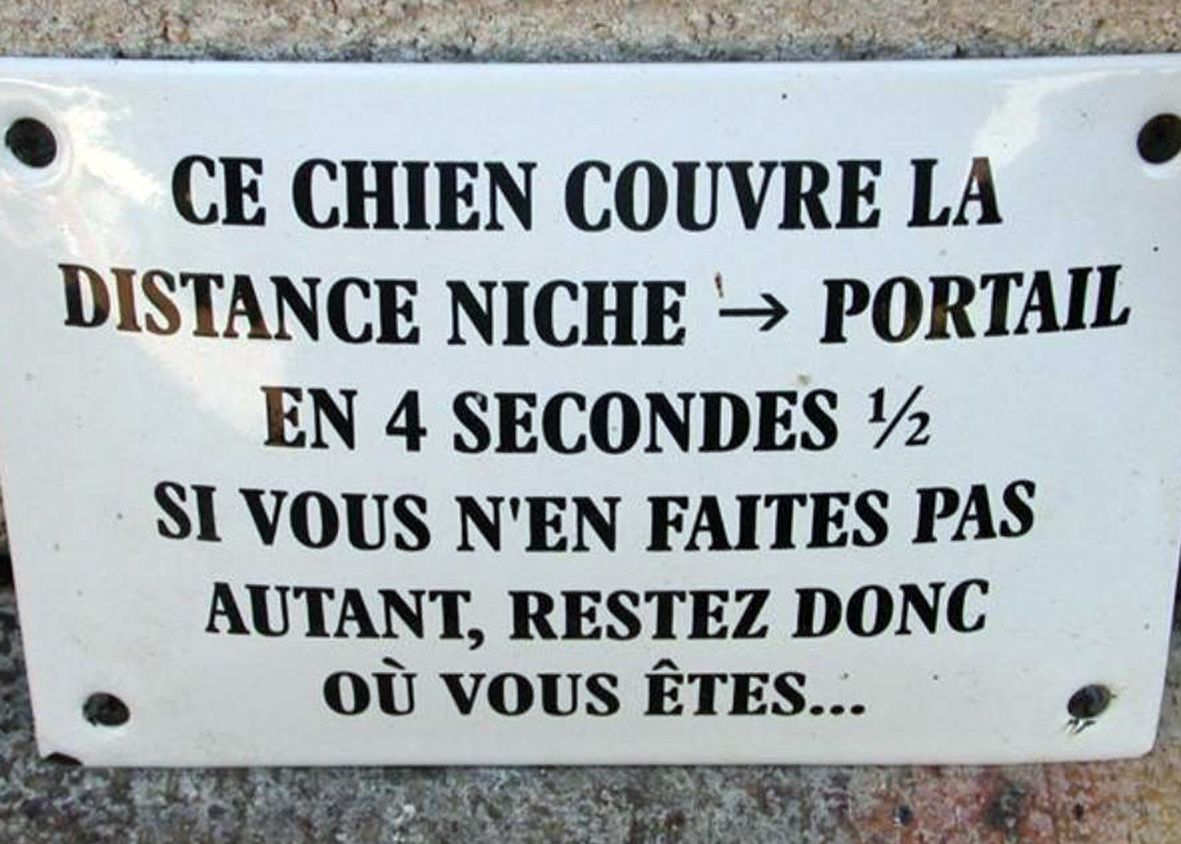 CE CHIEN COUVRE LA
DISTANCE NICHE → PORTAIL
EN 4 SECONDES ½
SI VOUS N'EN FAITES PAS
AUTANT, RESTEZ DONC
OÙ VOUS ÊTES...